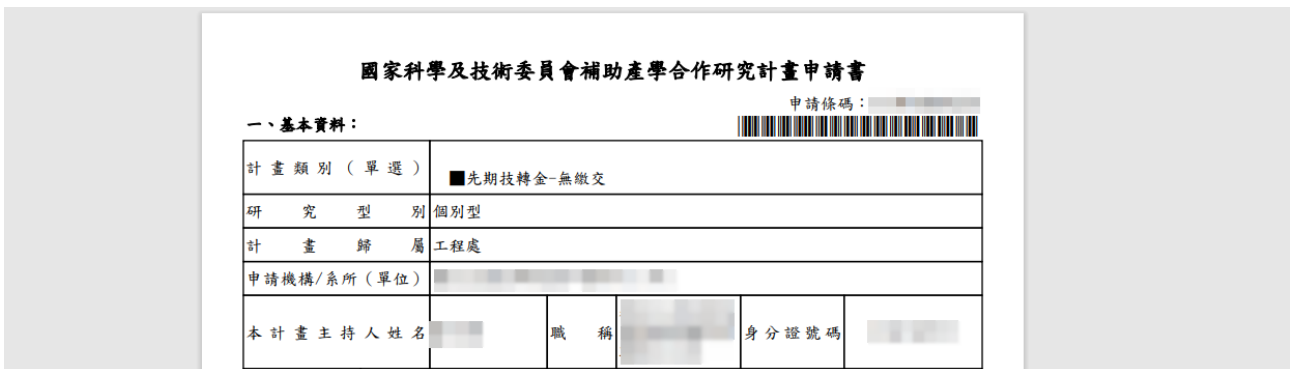 國家科學及技術委員會補助產學合作研究計畫申請書
申請條碼：
一、基本資料：
計畫類別（單選） ■先期技轉金-無繳交
研究型別 個別型
計畫歸屬 工程處
申請機構/系所（單位）
本計畫主持人姓名 職稱 身分證號碼